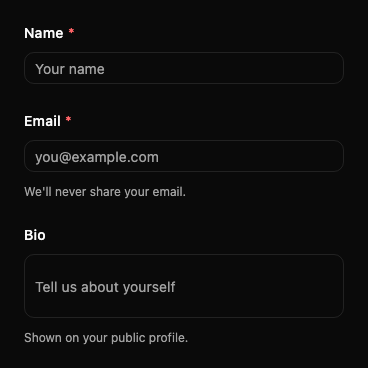 Name *
Your name
Email *
you@example.com
We'll never share your email.
Bio
Tell us about yourself
Shown on your public profile.